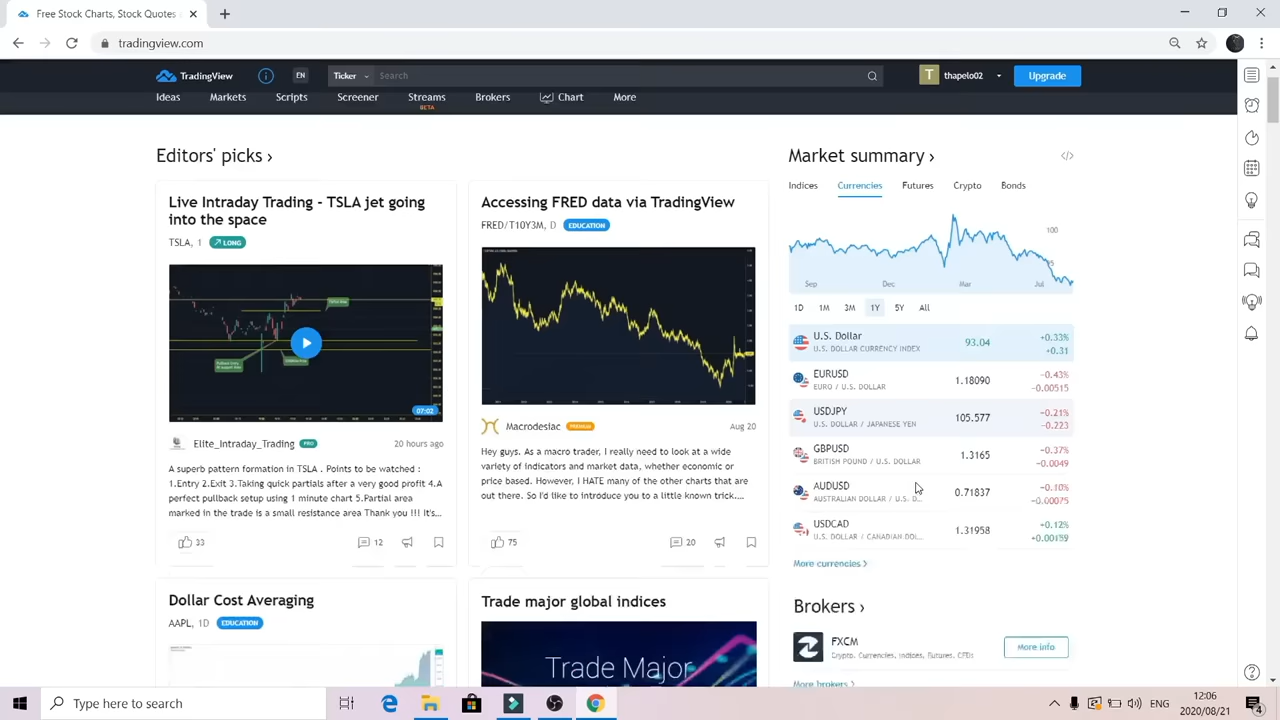 Free Stock Charts, Stock Quotes
tradingview.com
TradingView
EN
Ticker
Search
T
thapelo02
Upgrade
Ideas
Markets
Scripts
Screener
Streams
BETA
Brokers
Chart
More
Editors' picks ›
Live Intraday Trading - TSLA jet going
into the space
TSLA, 1
LONG
07:02
Elite_Intraday_Trading
PRO
20 hours ago
A superb pattern formation in TSLA . Points to be watched :
1.Entry 2.Exit 3.Taking quick partials after a very good profit 4.A
perfect pullback setup using 1 minute chart 5.Partial area
marked in the trade is a small resistance area Thank you !!! It's...
33
12
Accessing FRED data via TradingView
FRED/T10Y3M, D
EDUCATION
Macrodesiac
PREMIUM
Aug 20
Hey guys. As a macro trader, I really need to look at a wide
variety of indicators and market data, whether economic or
price based. However, I HATE many of the other charts that are
out there. So I'd like to introduce you to a little known trick....
75
20
Dollar Cost Averaging
AAPL, 1D
EDUCATION
Trade major global indices
Trade Major
Market summary ›
Indices
Currencies
Futures
Crypto
Bonds
100
Sep
Dec
Mar
Jul
1D
1M
3M
1Y
5Y
All
U.S. Dollar
U.S. DOLLAR CURRENCY INDEX
93.04
+0.33%
+0.31
EURUSD
EURO / U.S. DOLLAR
1.18090
−0.43%
−0.00515
USDJPY
U.S. DOLLAR / JAPANESE YEN
105.577
−0.21%
−0.223
GBPUSD
BRITISH POUND / U.S. DOLLAR
1.3165
−0.37%
−0.0049
AUDUSD
AUSTRALIAN DOLLAR / U.S. D...
0.71837
−0.10%
−0.00075
USDCAD
U.S. DOLLAR / CANADIAN DOL...
1.31958
+0.12%
+0.00159
More currencies ›
Brokers ›
FXCM
Crypto, Currencies, Indices, Futures, CFDs
More info
More brokers ›
Type here to search
ENG
12:06
2020/08/21
4